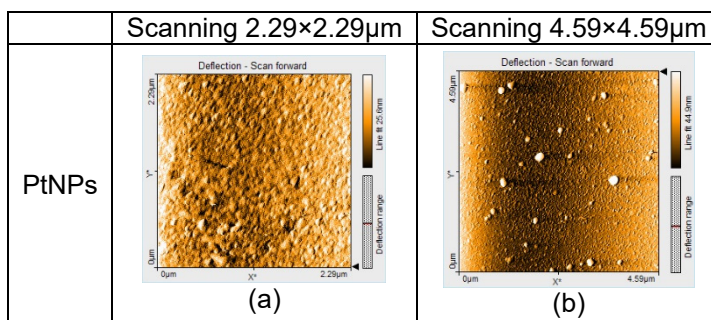 Scanning 2.29×2.29µm
Scanning 4.59×4.59µm
PtNPs
Deflection - Scan forward
2.29µm
Y*
0µm
0µm
X*
2.29µm
Line fit 25.6nm
Deflection range
(a)
Deflection - Scan forward
4.59µm
Y*
0µm
0µm
X*
4.59µm
Line fit 44.9nm
Deflection range
(b)